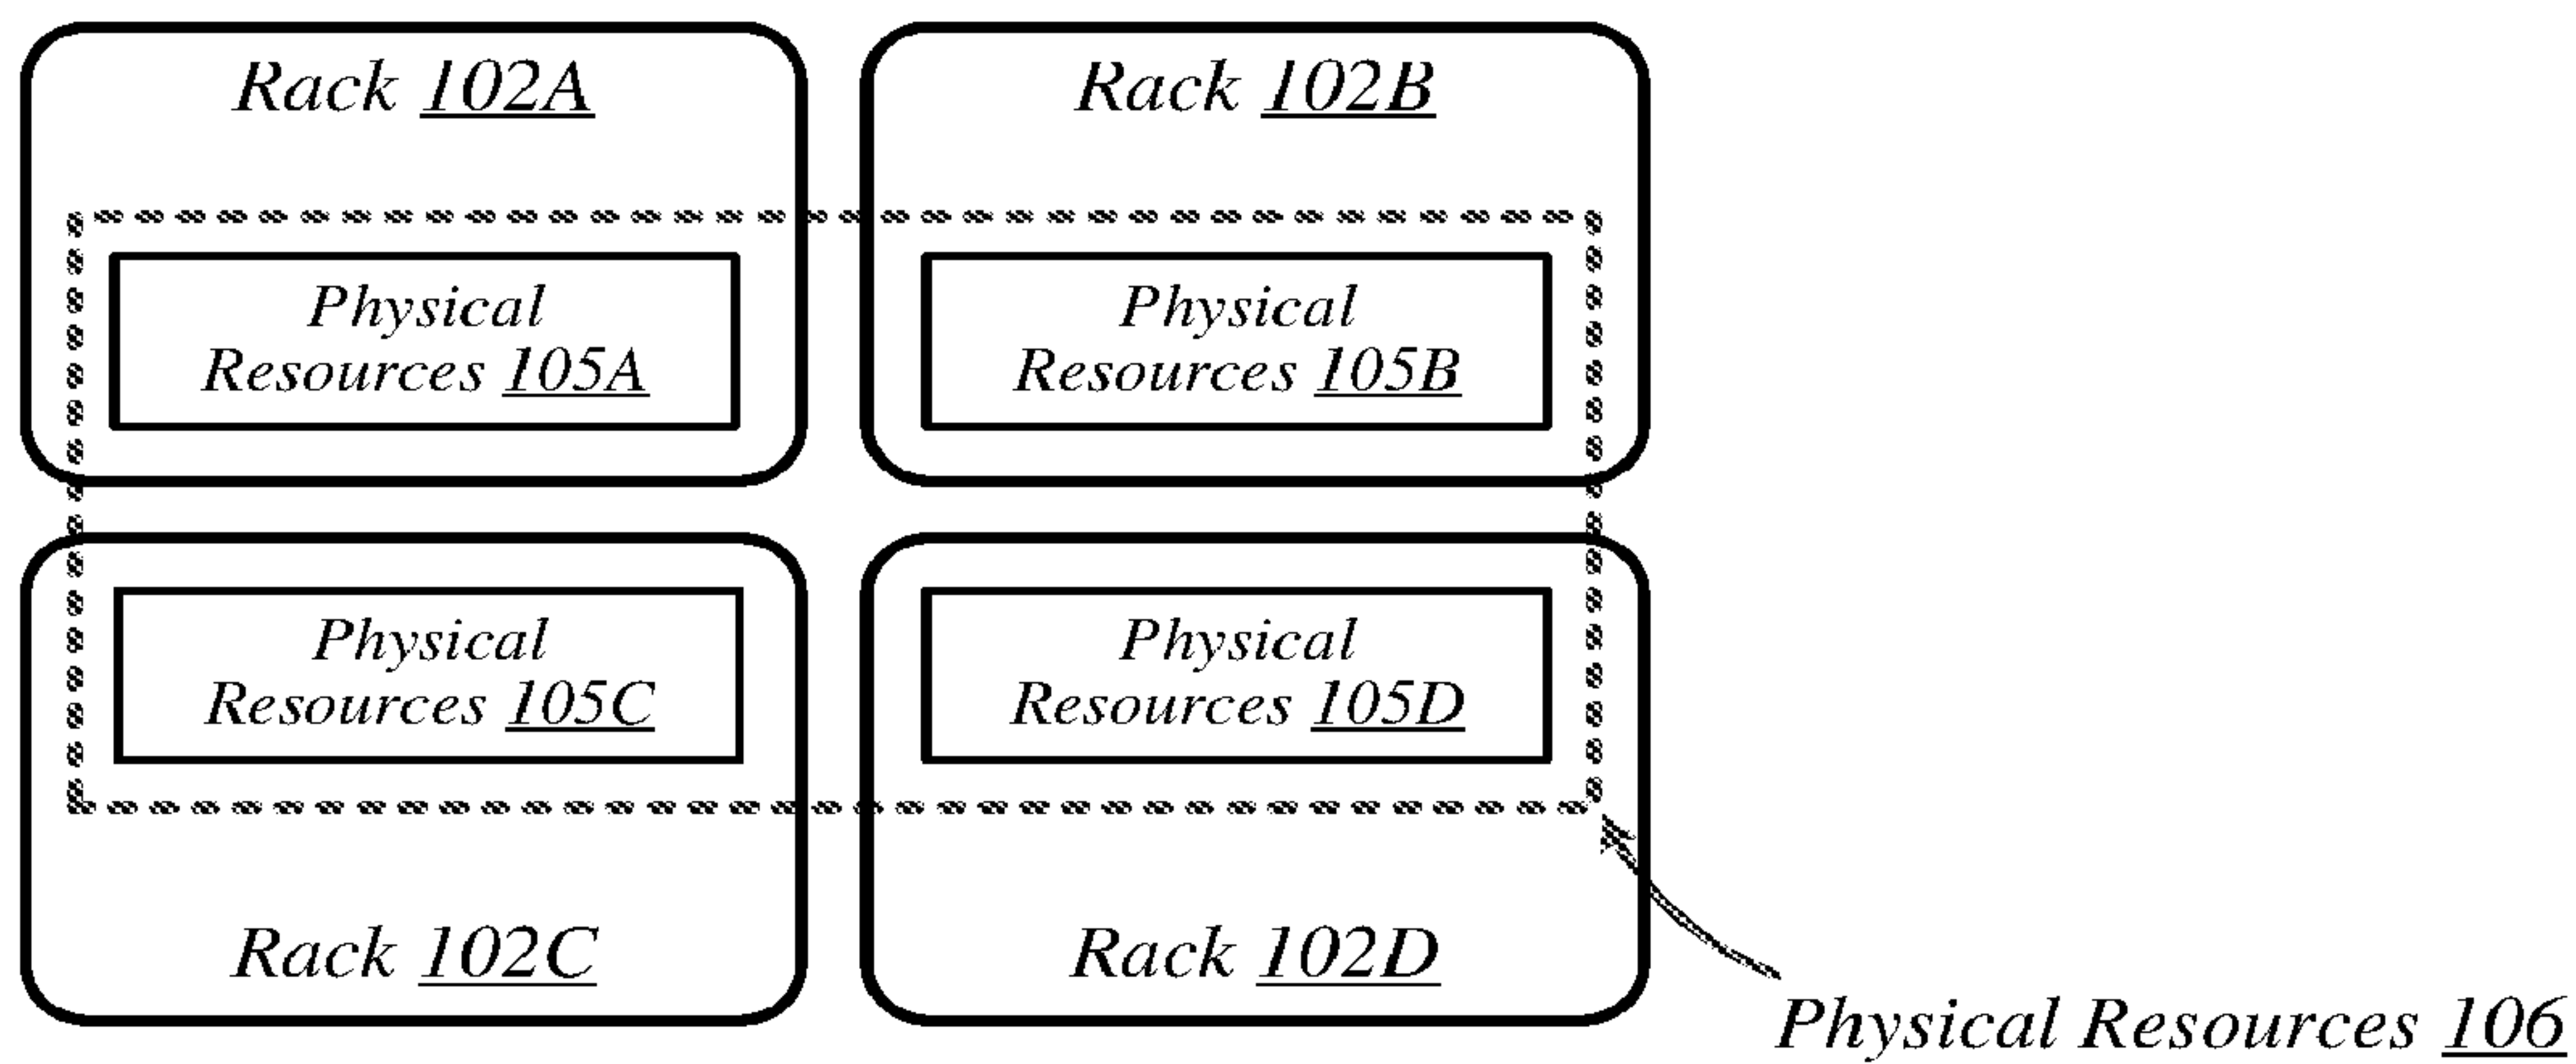 Rack 102A
Rack 102B
Physical
Resources 105A
Physical
Resources 105B
Physical
Resources 105C
Physical
Resources 105D
Rack 102C
Rack 102D
Physical Resources 106